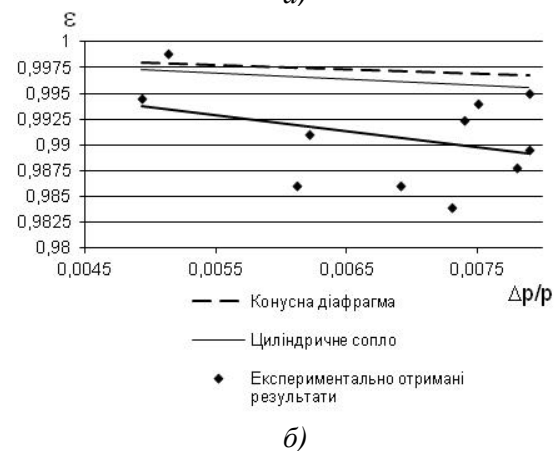 а)
ε
1
0,9975
0,995
0,9925
0,99
0,9875
0,985
0,9825
0,98
0,0045 0,0055 0,0065 0,0075 Δp/p
Конусна діафрагма
Циліндричне сопло
Експериментально отримані
результати
б)